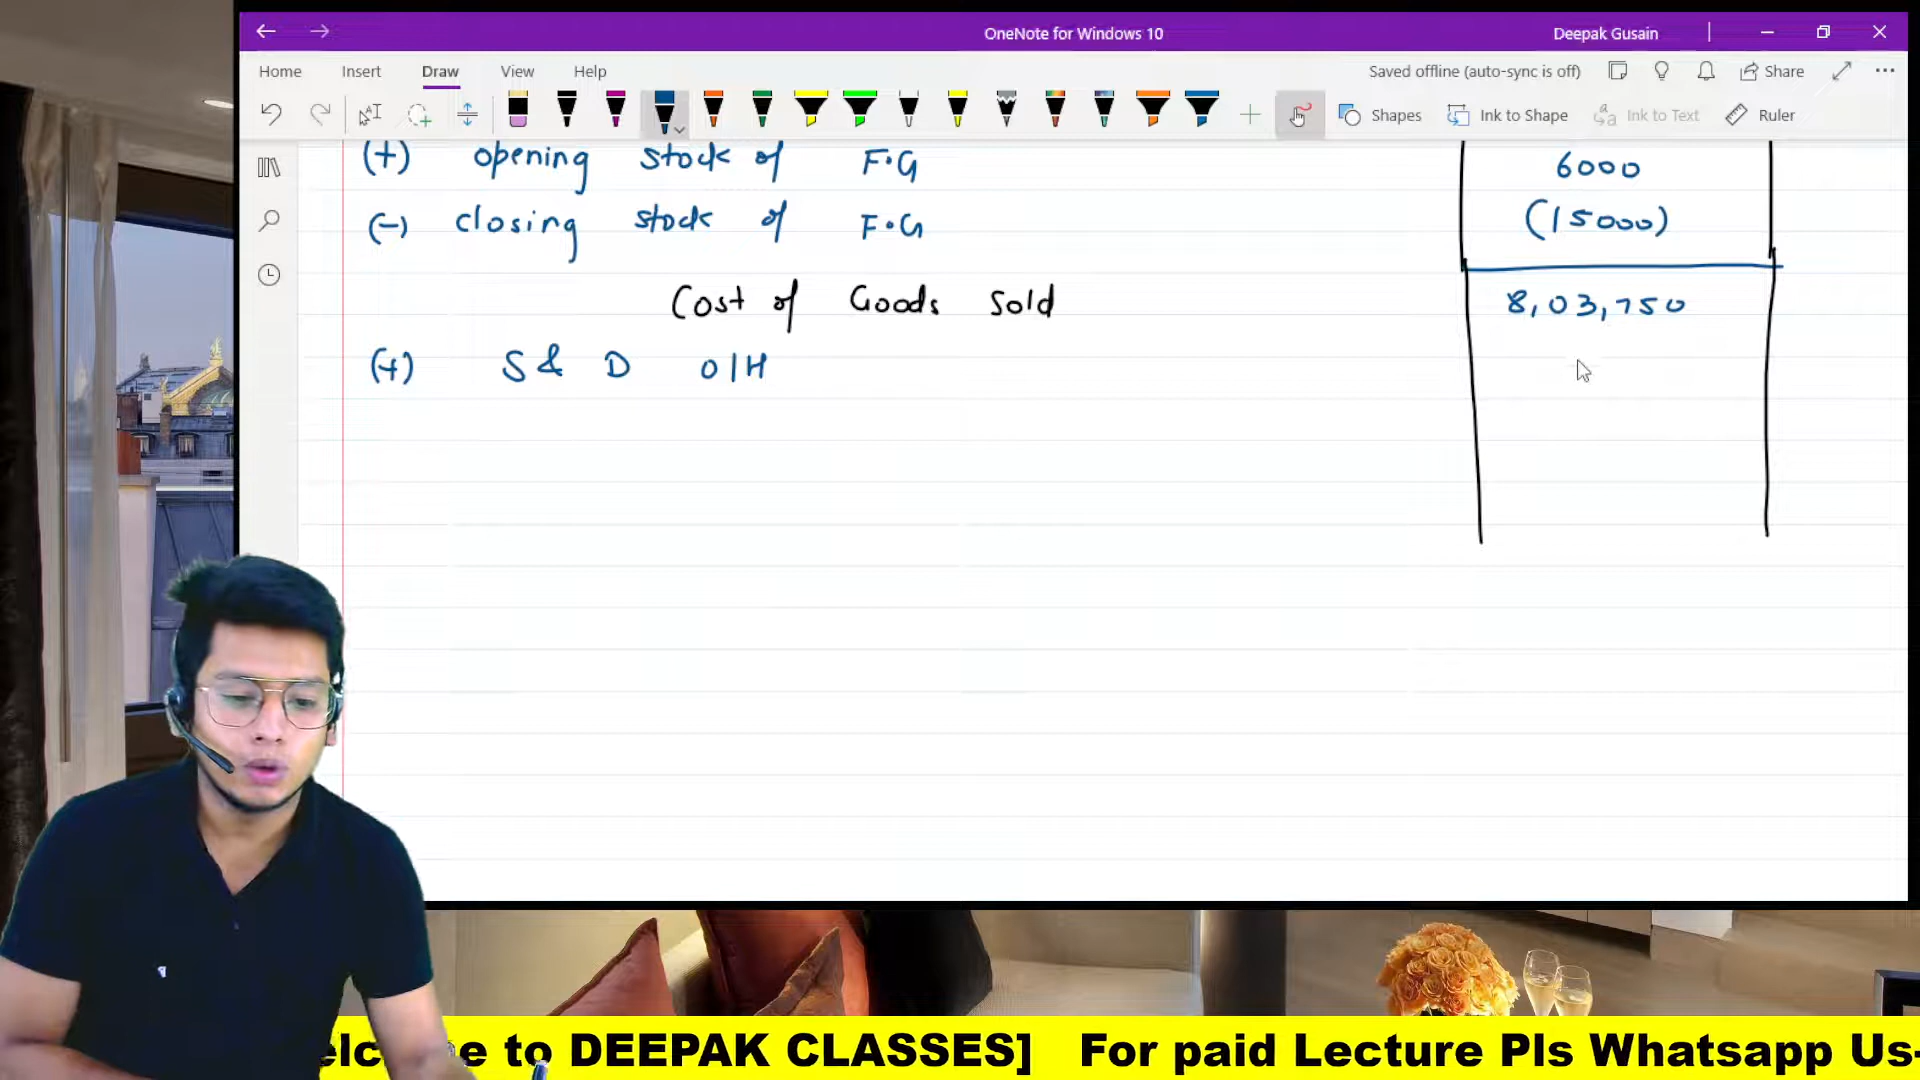 OneNote for Windows 10
Deepak Gusain
Home Insert Draw View Help
Saved offline (auto-sync is off) Share
Shapes Ink to Shape Ink to Text Ruler
(+) opening stock of F.G 6000
(-) closing stock of F.G (15000)
Cost of Goods Sold 8,03,750
(+) S & D O/H
elcome to DEEPAK CLASSES] For paid Lecture Pls Whatsapp Us-